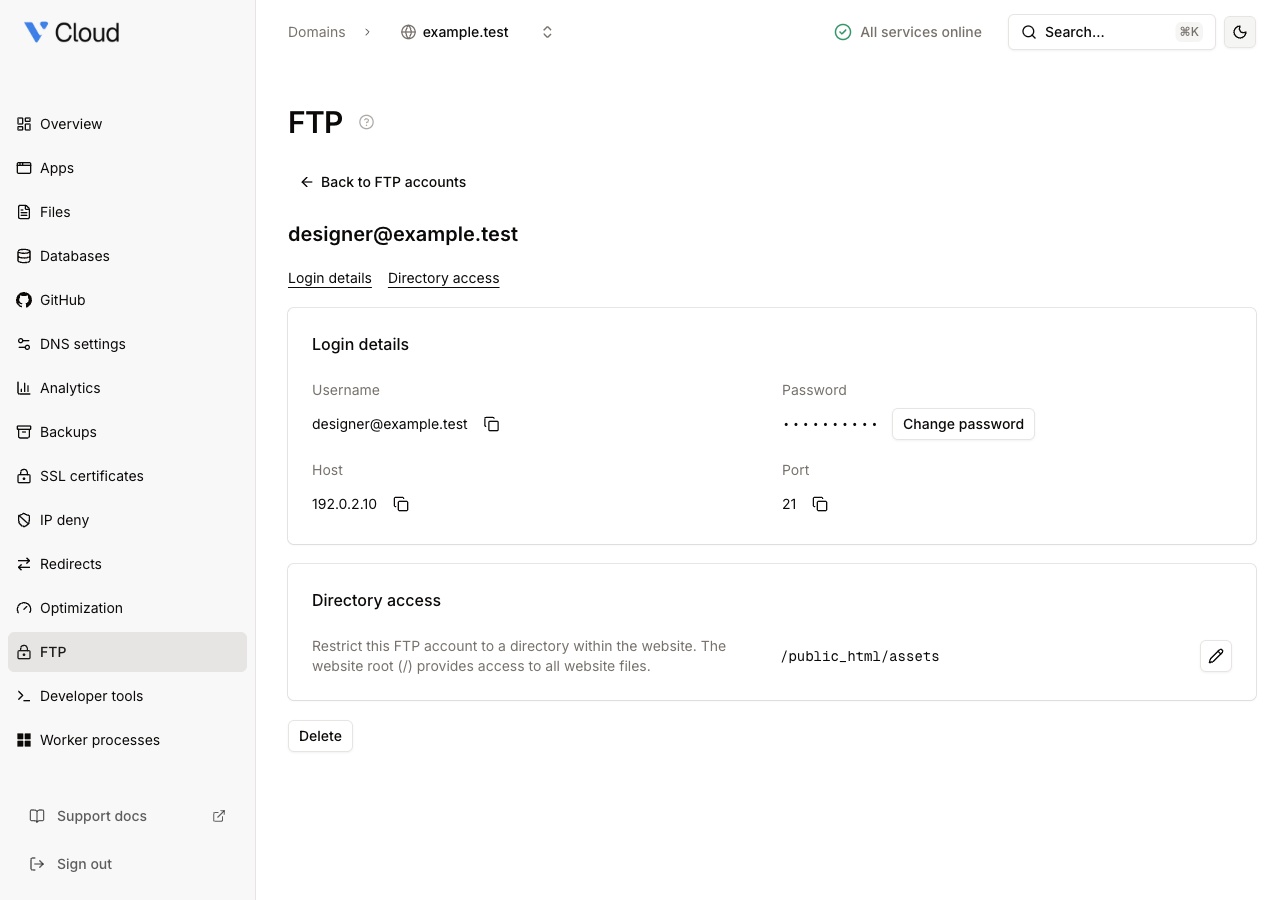 Cloud
Domains
example.test
All services online
Search...
⌘K
Overview
Apps
Files
Databases
GitHub
DNS settings
Analytics
Backups
SSL certificates
IP deny
Redirects
Optimization
FTP
Developer tools
Worker processes
Support docs
Sign out
FTP
Back to FTP accounts
designer@example.test
Login details
Directory access
Login details
Username
Password
designer@example.test
••••••••••
Change password
Host
Port
192.0.2.10
21
Directory access
Restrict this FTP account to a directory within the website. The
website root (/) provides access to all website files.
/public_html/assets
Delete